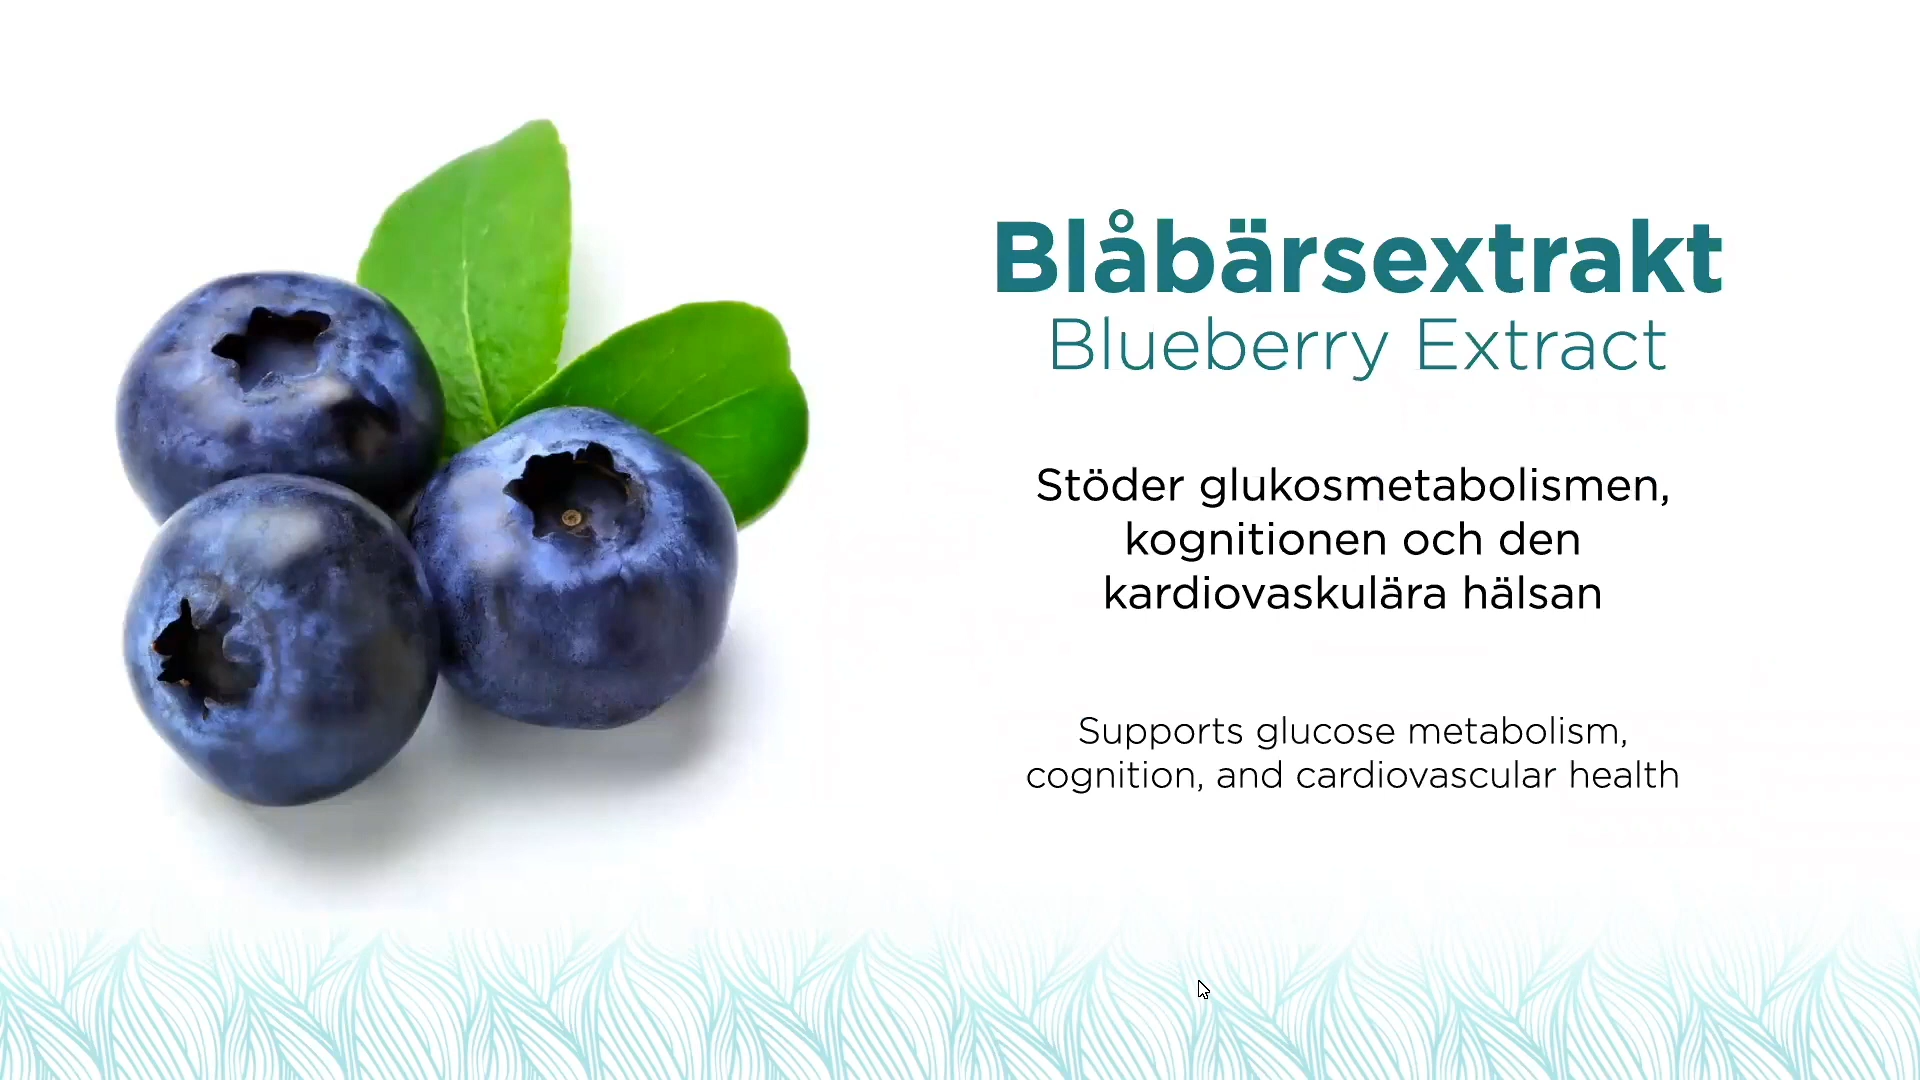 Blåbärsextrakt
Blueberry Extract
Stöder glukosmetabolismen,
kognitionen och den
kardiovaskulära hälsan
Supports glucose metabolism,
cognition, and cardiovascular health